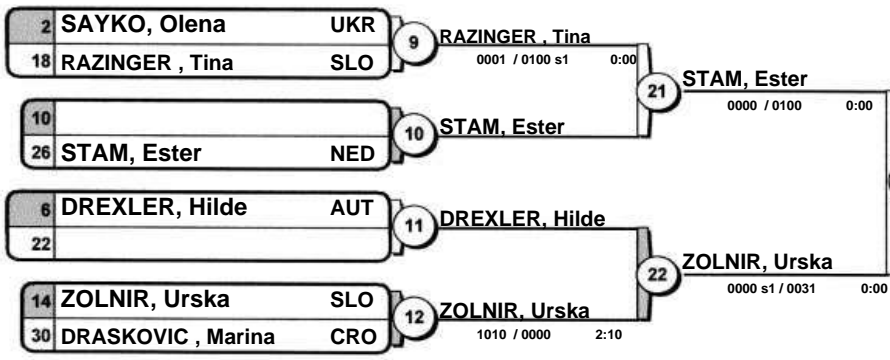 2 SAYKO, Olena UKR
18 RAZINGER , Tina SLO
9
RAZINGER , Tina
0001 / 0100 s1 0:00
10
26 STAM, Ester NED
10
STAM, Ester
21
STAM, Ester
0000 / 0100 0:00
6 DREXLER, Hilde AUT
22
11
DREXLER, Hilde
14 ZOLNIR, Urska SLO
30 DRASKOVIC , Marina CRO
12
ZOLNIR, Urska
1010 / 0000 2:10
22
ZOLNIR, Urska
0000 s1 / 0031 0:00